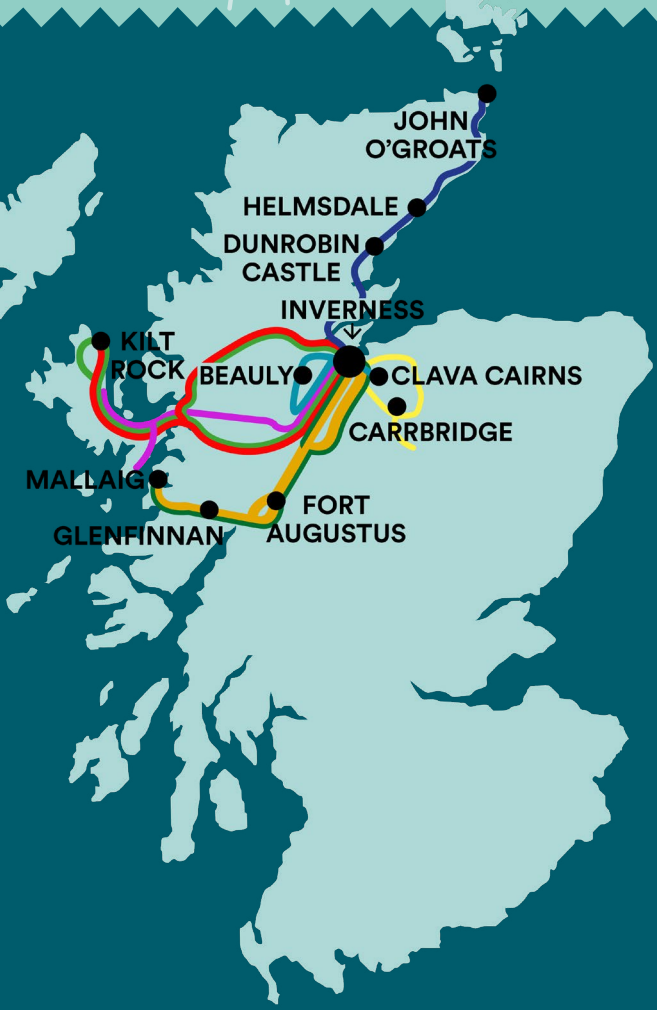 JOHN
O'GROATS
HELMSDALE
DUNROBIN
CASTLE
INVERNESS
KILT
ROCK
BEAULY
CLAVA CAIRNS
CARRBRIDGE
MALLAIG
FORT
AUGUSTUS
GLENFINNAN